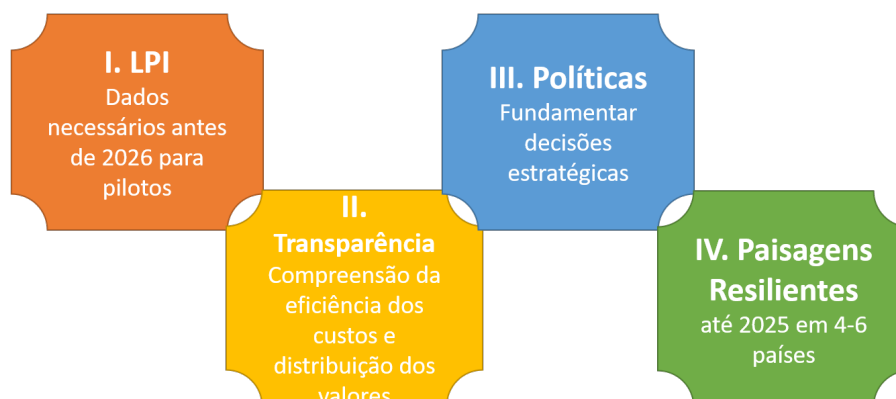 I. LPI
Dados
necessários antes
de 2026 para
pilotos
II.
Transparência
Compreensão da
eficiência dos
custos e
distribuição dos
valores
III. Políticas
Fundamentar
decisões
estratégicas
IV. Paisagens
Resilientes
até 2025 em 4-6
países